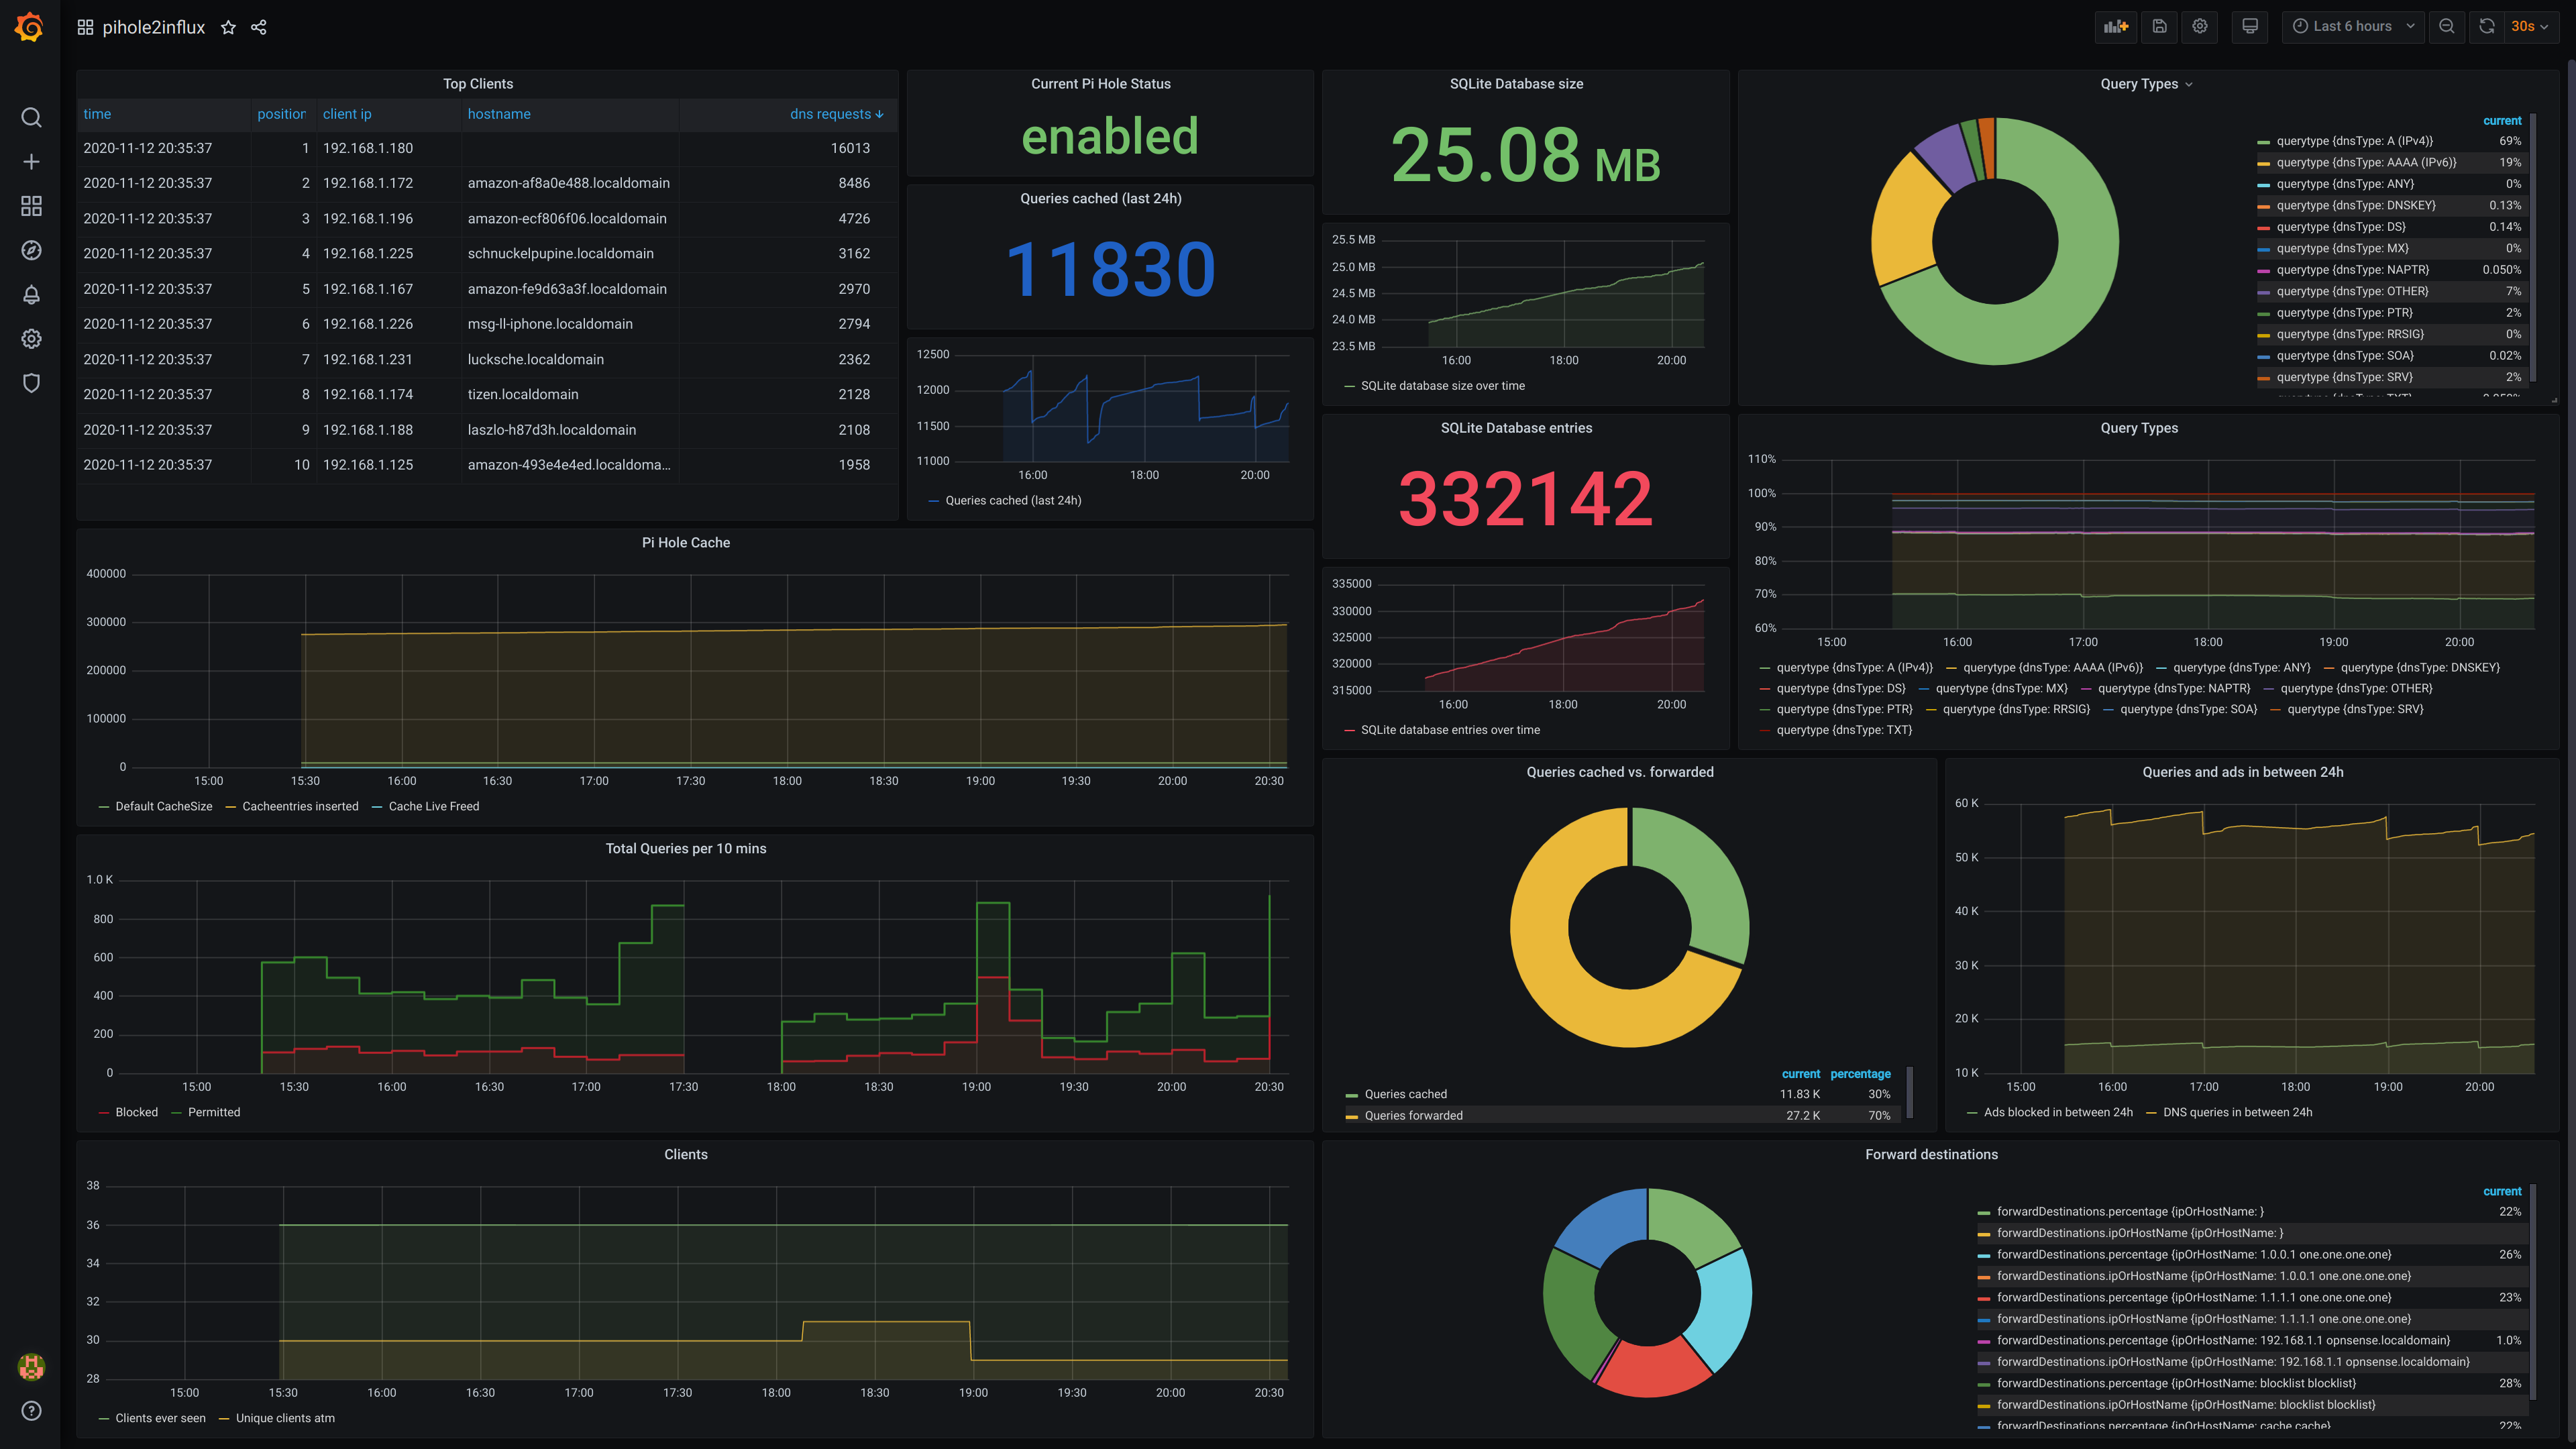 pihole2influx
Last 6 hours
30s
Top Clients
time position client ip hostname dns requests
2020-11-12 20:35:37 1 192.168.1.180 16013
2020-11-12 20:35:37 2 192.168.1.172 amazon-af8a0e488.localdomain 8486
2020-11-12 20:35:37 3 192.168.1.196 amazon-ecf806f06.localdomain 4726
2020-11-12 20:35:37 4 192.168.1.225 schnuckelpupine.localdomain 3162
2020-11-12 20:35:37 5 192.168.1.167 amazon-fe9d63a3f.localdomain 2970
2020-11-12 20:35:37 6 192.168.1.226 msg-ll-iphone.localdomain 2794
2020-11-12 20:35:37 7 192.168.1.231 lucksche.localdomain 2362
2020-11-12 20:35:37 8 192.168.1.174 tizen.localdomain 2128
2020-11-12 20:35:37 9 192.168.1.188 laszlo-h87d3h.localdomain 2108
2020-11-12 20:35:37 10 192.168.1.125 amazon-493e4e4ed.localdoma... 1958
Current Pi Hole Status
enabled
Queries cached (last 24h)
11830
12500
12000
11500
11000
16:00 18:00 20:00
Queries cached (last 24h)
SQLite Database size
25.08 MB
25.5 MB
25.0 MB
24.5 MB
24.0 MB
23.5 MB
16:00 18:00 20:00
SQLite database size over time
Query Types
current
querytype {dnsType: A (IPv4)} 69%
querytype {dnsType: AAAA (IPv6)} 19%
querytype {dnsType: ANY} 0%
querytype {dnsType: DNSKEY} 0.13%
querytype {dnsType: DS} 0.14%
querytype {dnsType: MX} 0%
querytype {dnsType: NAPTR} 0.050%
querytype {dnsType: OTHER} 7%
querytype {dnsType: PTR} 2%
querytype {dnsType: RRSIG} 0%
querytype {dnsType: SOA} 0.02%
querytype {dnsType: SRV} 2%
SQLite Database entries
332142
335000
330000
325000
320000
315000
16:00 18:00 20:00
SQLite database entries over time
Query Types
110%
100%
90%
80%
70%
60%
15:00 16:00 17:00 18:00 19:00 20:00
querytype {dnsType: A (IPv4)} querytype {dnsType: AAAA (IPv6)} querytype {dnsType: ANY} querytype {dnsType: DNSKEY}
querytype {dnsType: DS} querytype {dnsType: MX} querytype {dnsType: NAPTR} querytype {dnsType: OTHER}
querytype {dnsType: PTR} querytype {dnsType: RRSIG} querytype {dnsType: SOA} querytype {dnsType: SRV}
querytype {dnsType: TXT}
Pi Hole Cache
400000
300000
200000
100000
0
15:00 15:30 16:00 16:30 17:00 17:30 18:00 18:30 19:00 19:30 20:00 20:30
Default CacheSize Cacheentries inserted Cache Live Freed
Total Queries per 10 mins
1.0 K
800
600
400
200
0
15:00 15:30 16:00 16:30 17:00 17:30 18:00 18:30 19:00 19:30 20:00 20:30
Blocked Permitted
Queries cached vs. forwarded
current percentage
Queries cached 11.83 K 30%
Queries forwarded 27.2 K 70%
Queries and ads in between 24h
60 K
50 K
40 K
30 K
20 K
10 K
15:00 16:00 17:00 18:00 19:00 20:00
Ads blocked in between 24h DNS queries in between 24h
Clients
38
36
34
32
30
28
15:00 15:30 16:00 16:30 17:00 17:30 18:00 18:30 19:00 19:30 20:00 20:30
Clients ever seen Unique clients atm
Forward destinations
current
forwardDestinations.percentage {ipOrHostName: } 22%
forwardDestinations.ipOrHostName {ipOrHostName: }
forwardDestinations.percentage {ipOrHostName: 1.0.0.1 one.one.one.one} 26%
forwardDestinations.ipOrHostName {ipOrHostName: 1.0.0.1 one.one.one.one}
forwardDestinations.percentage {ipOrHostName: 1.1.1.1 one.one.one.one} 23%
forwardDestinations.ipOrHostName {ipOrHostName: 1.1.1.1 one.one.one.one}
forwardDestinations.percentage {ipOrHostName: 192.168.1.1 opnsense.localdomain} 1.0%
forwardDestinations.ipOrHostName {ipOrHostName: 192.168.1.1 opnsense.localdomain}
forwardDestinations.percentage {ipOrHostName: blocklist blocklist} 28%
forwardDestinations.ipOrHostName {ipOrHostName: blocklist blocklist}
forwardDestinations.percentage {ipOrHostName: cache cache} 22%